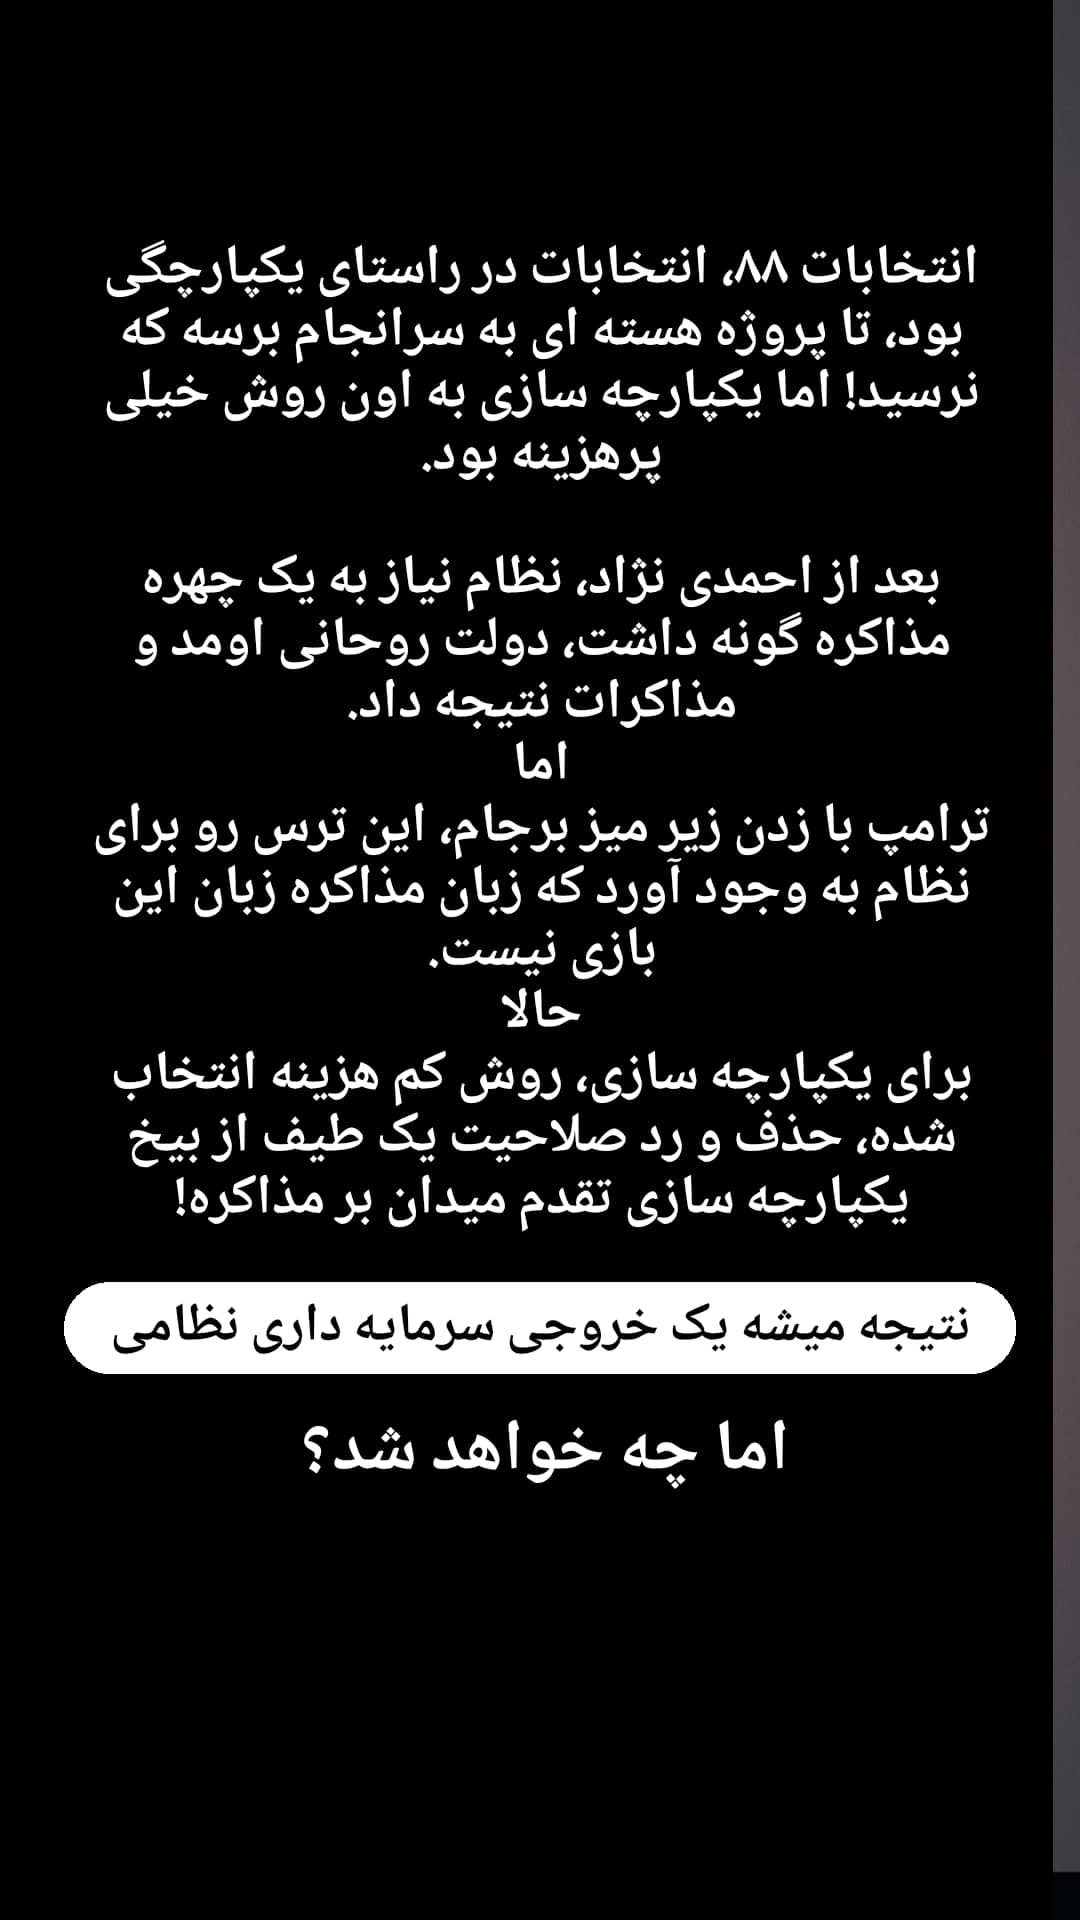 انتخابات ۸۸، انتخابات در راستای یکپارچگی
بود، تا پروژه هسته ای به سرانجام برسه که
نرسید! اما یکپارچه سازی به اون روش خیلی
پرهزینه بود.
بعد از احمدی نژاد، نظام نیاز به یک چهره
مذاکره گونه داشت، دولت روحانی اومد و
مذاکرات نتیجه داد.
اما
ترامپ با زدن زیر میز برجام، این ترس رو برای
نظام به وجود آورد که زبان مذاکره زبان این
بازی نیست.
حالا
برای یکپارچه سازی، روش کم هزینه انتخاب
شده، حذف و رد صلاحیت یک طیف از بیخ
یکپارچه سازی تقدم میدان بر مذاکره!
نتیجه میشه یک خروجی سرمایه داری نظامی
اما چه خواهد شد؟